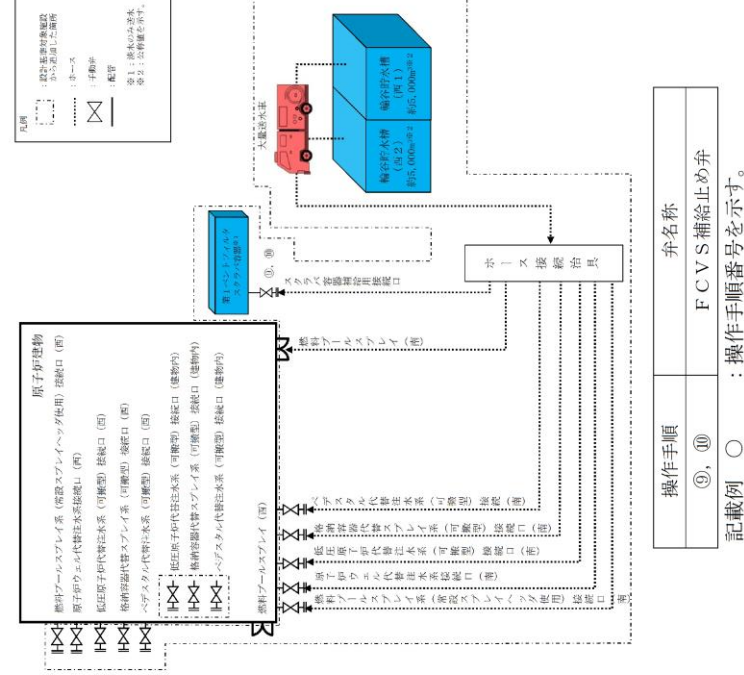 凡例
：設計基準対象施設
から追加した箇所
：ホース
：手動弁
：配管
※1：淡水のみ送水
※2：公称値を示す。
原子炉建物
燃料プールスプレイ系（常設スプレイヘッダ使用）接続口（西）
原子炉ウェル代替注水系接続口（西）
低圧原子炉代替注水系（可搬型）接続口（西）
格納容器代替スプレイ系（可搬型）接続口（西）
ペデスタル代替注水系（可搬型）接続口（西）
低圧原子炉代替注水系（可搬型）接続口（建物内）
格納容器代替スプレイ系（可搬型）接続口（建物内）
ペデスタル代替注水系（可搬型）接続口（建物内）
燃料プールスプレイ（西）
第1ベントフィルタ
スクラバ容器※1
⑨，⑩
スクラバ容器補給用接続口
大量送水車
輪谷貯水槽
（西1）
約5,000m³※2
輪谷貯水槽
（西2）
約5,000m³※2
ホース接続治具
燃料プールスプレイ（南）
ペデスタル代替注水系（可搬型）接続（南）
格納容器代替スプレイ系（可搬型）接続口（南）
低圧原子炉代替注水系（可搬型）接続口（南）
原子炉ウェル代替注水系接続口（南）
燃料プールスプレイ系（常設スプレイヘッダ使用）接続口 南
操作手順
弁名称
⑨，⑩
ＦＣＶＳ補給止め弁
記載例 ○ ：操作手順番号を示す。